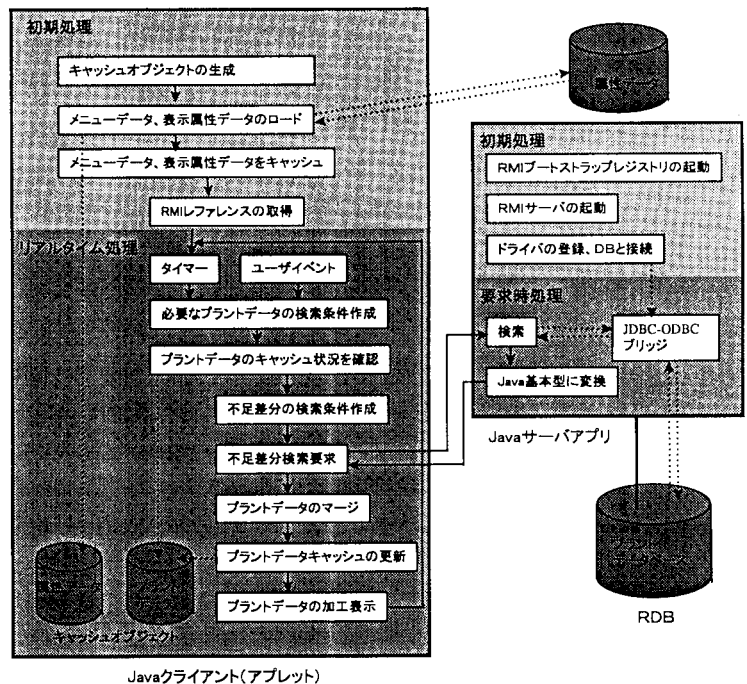 初期処理
キャッシュオブジェクトの生成
メニューデータ、表示属性データのロード
メニューデータ、表示属性データをキャッシュ
RMIレファレンスの取得
リアルタイム処理
タイマー
ユーザイベント
必要なプラントデータの検索条件作成
プラントデータのキャッシュ状況を確認
不足差分の検索条件作成
不足差分検索要求
プラントデータのマージ
プラントデータキャッシュの更新
プラントデータの加工表示
キャッシュオブジェクト
Javaクライアント(アプレット)
初期処理
RMIブートストラップレジストリの起動
RMIサーバの起動
ドライバの登録、DBと接続
要求時処理
検索
JDBC-ODBC
ブリッジ
Java基本型に変換
Javaサーバアプリ
RDB